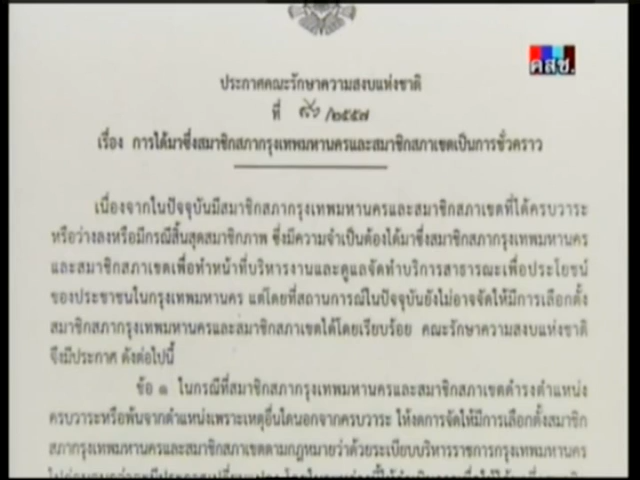 คสช.
ประกาศคณะรักษาความสงบแห่งชาติ
ที่ ๘๖/๒๕๕๗
เรื่อง การได้มาซึ่งสมาชิกสภากรุงเทพมหานครและสมาชิกสภาเขตเป็นการชั่วคราว
เนื่องจากในปัจจุบันมีสมาชิกสภากรุงเทพมหานครและสมาชิกสภาเขตที่ได้ครบวาระ
หรือว่างลงหรือมีกรณีสิ้นสุดสมาชิกภาพ ซึ่งมีความจำเป็นต้องได้มาซึ่งสมาชิกสภากรุงเทพมหานคร
และสมาชิกสภาเขตเพื่อทำหน้าที่บริหารงานและดูแลจัดทำบริการสาธารณะเพื่อประโยชน์
ของประชาชนในกรุงเทพมหานคร แต่โดยที่สถานการณ์ในปัจจุบันยังไม่อาจจัดให้มีการเลือกตั้ง
สมาชิกสภากรุงเทพมหานครและสมาชิกสภาเขตได้โดยเรียบร้อย คณะรักษาความสงบแห่งชาติ
จึงมีประกาศ ดังต่อไปนี้
ข้อ ๑ ในกรณีที่สมาชิกสภากรุงเทพมหานครและสมาชิกสภาเขตดำรงตำแหน่ง
ครบวาระหรือพ้นจากตำแหน่งเพราะเหตุอื่นใดนอกจากครบวาระ ให้งดการจัดให้มีการเลือกตั้งสมาชิก
สภากรุงเทพมหานครและสมาชิกสภาเขตตามกฎหมายว่าด้วยระเบียบบริหารราชการกรุงเทพมหานคร